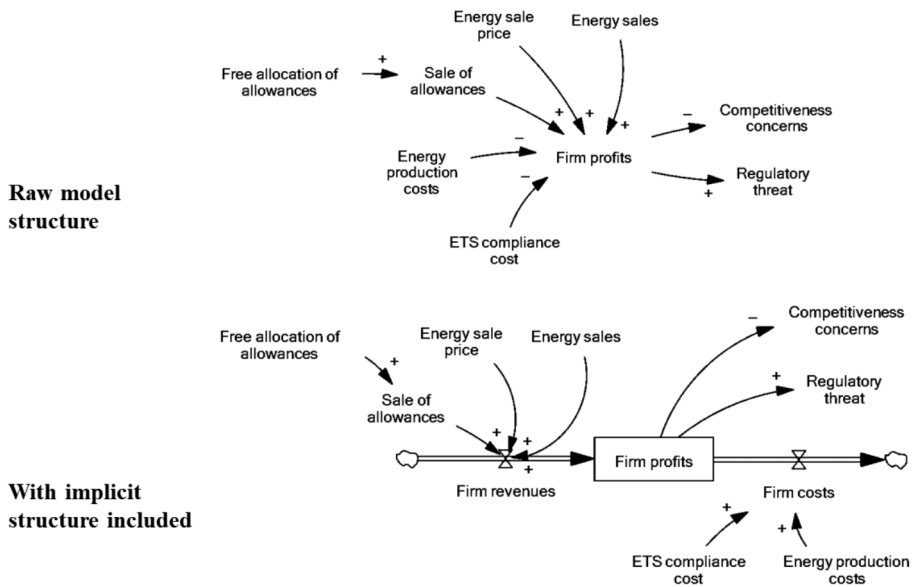 Energy sale
price
Energy sales
Free allocation of
allowances
+
Sale of
allowances
+
+
+
Competitiveness
concerns
−
−
Energy
production
costs
Firm profits
Regulatory
threat
+
−
Raw model
structure
ETS compliance
cost
Competitiveness
concerns
−
Free allocation of
allowances
Energy sale
price
Energy sales
+
+
Regulatory
threat
Sale of
allowances
+
+
+
Firm profits
Firm revenues
With implicit
structure included
Firm costs
+
+
ETS compliance
cost
Energy production
costs